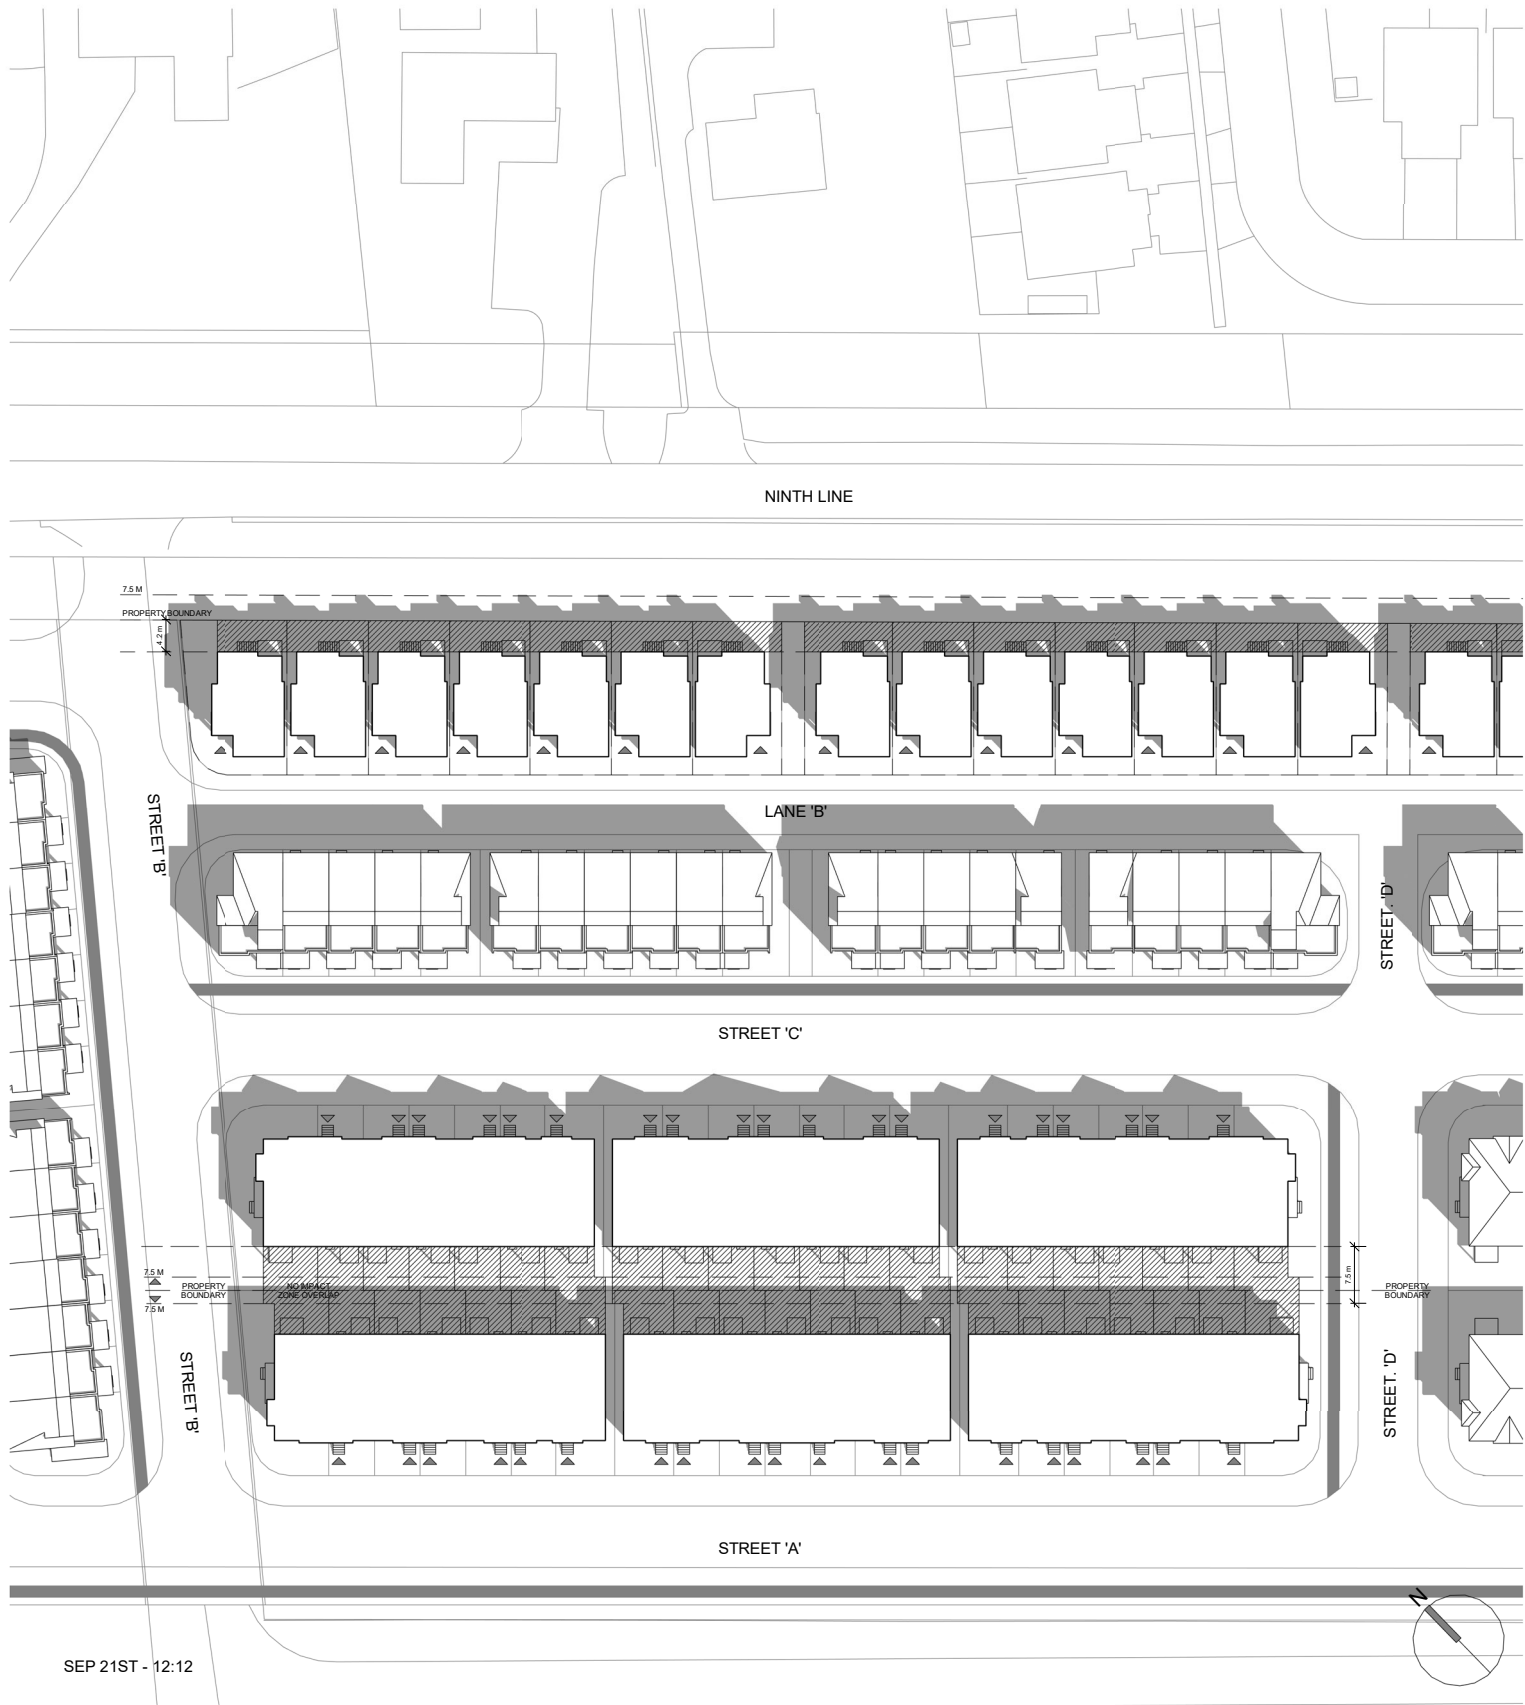 NINTH LINE
7.5 M
PROPERTY BOUNDARY
4.2 m
STREET 'B'
LANE 'B'
STREET. 'D'
STREET 'C'
7.5 M
PROPERTY
BOUNDARY
NO IMPACT
ZONE OVERLAP
7.5 M
7.5 m
PROPERTY
BOUNDARY
STREET 'B'
STREET. 'D'
STREET 'A'
N
SEP 21ST - 12:12